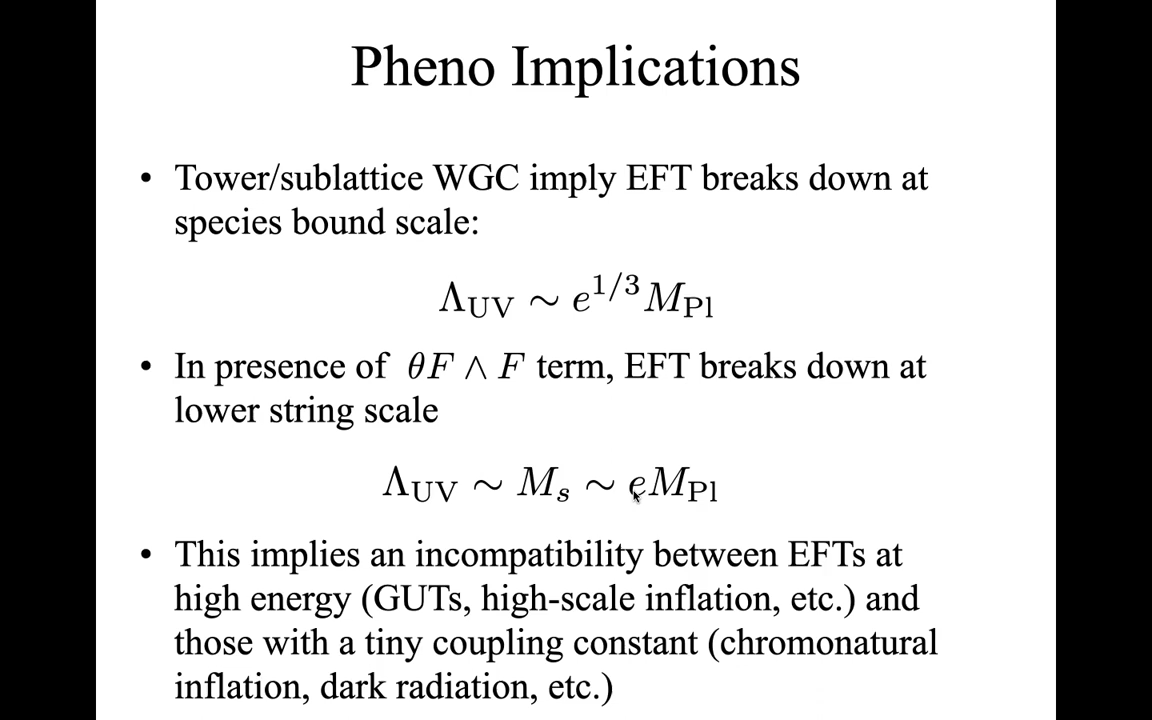 Pheno Implications
• Tower/sublattice WGC imply EFT breaks down at
species bound scale:
Λ_UV ∼ e^{1/3} M_Pl
• In presence of θF ∧ F term, EFT breaks down at
lower string scale
Λ_UV ∼ M_s ∼ eM_Pl
• This implies an incompatibility between EFTs at
high energy (GUTs, high-scale inflation, etc.) and
those with a tiny coupling constant (chromonatural
inflation, dark radiation, etc.)